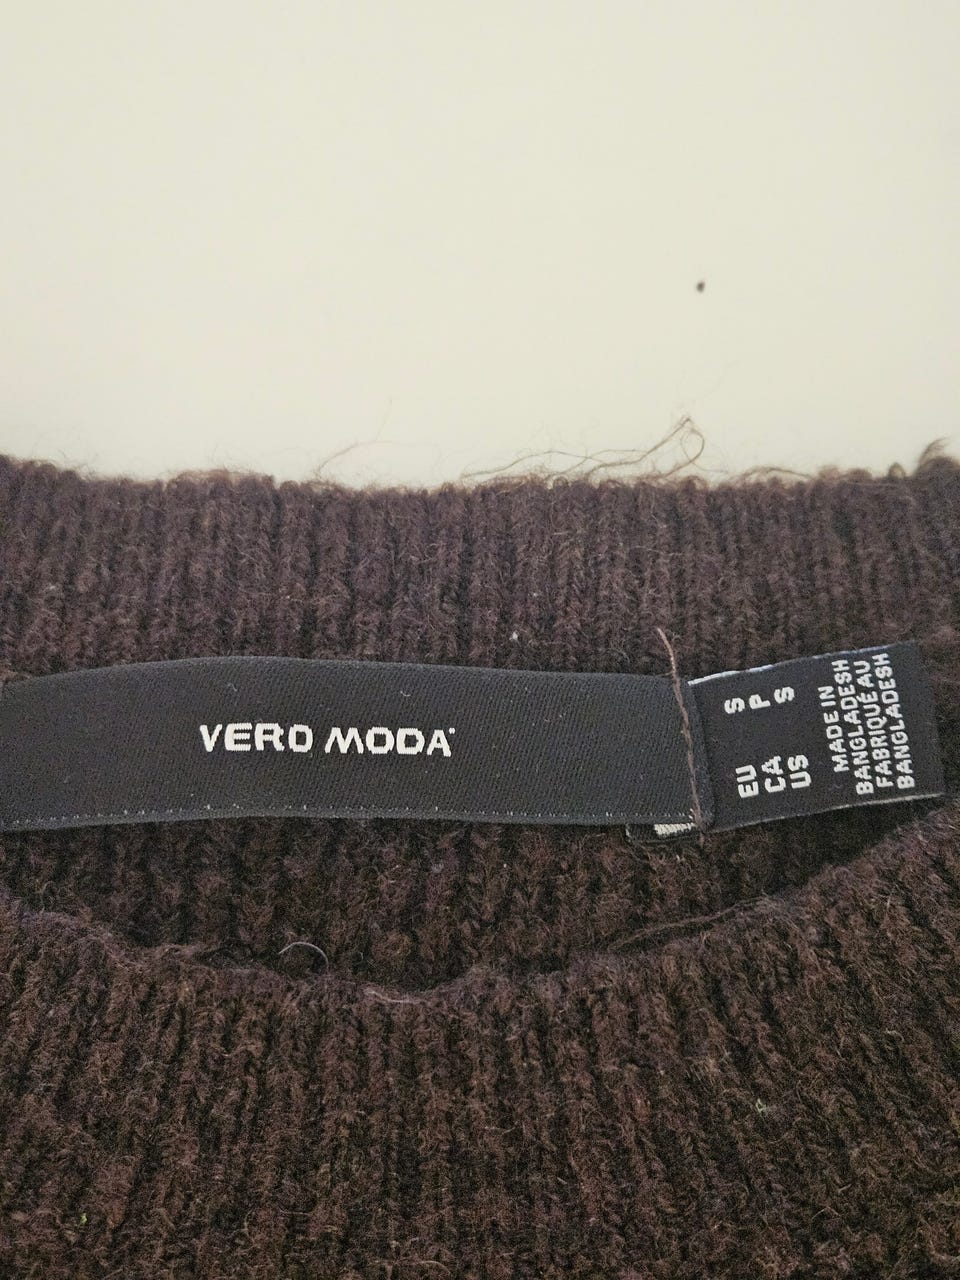 VERO MODA
EU S
CA P
US S
MADE IN
BANGLADESH
FABRIQUÉ AU
BANGLADESH